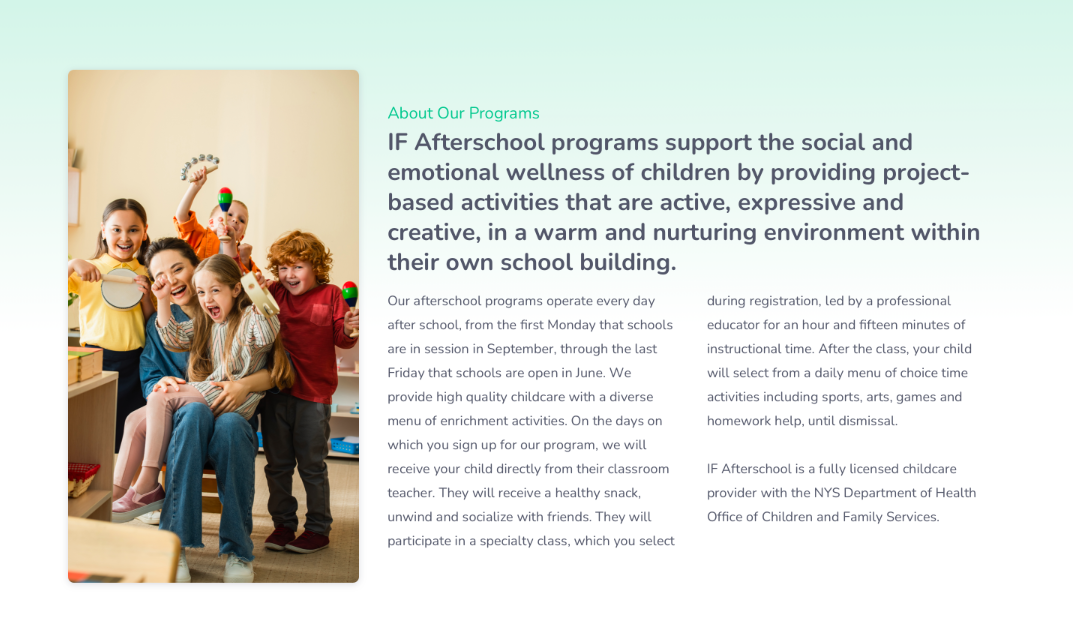 About Our Programs
IF Afterschool programs support the social and
emotional wellness of children by providing project-
based activities that are active, expressive and
creative, in a warm and nurturing environment within
their own school building.
Our afterschool programs operate every day
after school, from the first Monday that schools
are in session in September, through the last
Friday that schools are open in June. We
provide high quality childcare with a diverse
menu of enrichment activities. On the days on
which you sign up for our program, we will
receive your child directly from their classroom
teacher. They will receive a healthy snack,
unwind and socialize with friends. They will
participate in a specialty class, which you select
during registration, led by a professional
educator for an hour and fifteen minutes of
instructional time. After the class, your child
will select from a daily menu of choice time
activities including sports, arts, games and
homework help, until dismissal.
IF Afterschool is a fully licensed childcare
provider with the NYS Department of Health
Office of Children and Family Services.